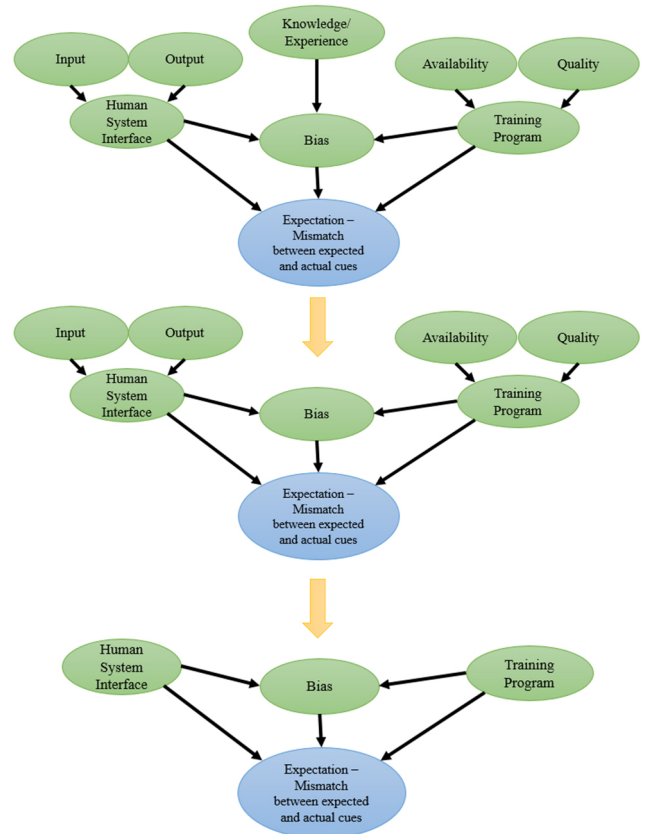 Knowledge/
Experience
Input
Output
Availability
Quality
Human
System
Interface
Bias
Training
Program
Expectation –
Mismatch
between expected
and actual cues
Input
Output
Availability
Quality
Human
System
Interface
Bias
Training
Program
Expectation –
Mismatch
between expected
and actual cues
Human
System
Interface
Bias
Training
Program
Expectation –
Mismatch
between expected
and actual cues